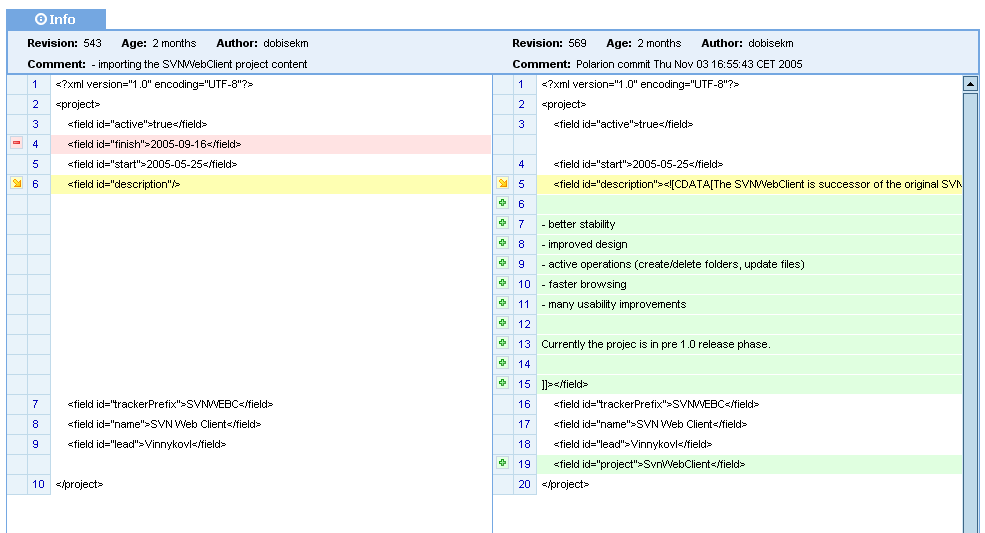 Info
Revision: 543 Age: 2 months Author: dobisekm
Comment: - importing the SVNWebClient project content
1 <?xml version="1.0" encoding="UTF-8"?>
2 <project>
3 <field id="active">true</field>
4 <field id="finish">2005-09-16</field>
5 <field id="start">2005-05-25</field>
6 <field id="description"/>
7 <field id="trackerPrefix">SVNWEBC</field>
8 <field id="name">SVN Web Client</field>
9 <field id="lead">Vinnykovl</field>
10 </project>
Revision: 569 Age: 2 months Author: dobisekm
Comment: Polarion commit Thu Nov 03 16:55:43 CET 2005
1 <?xml version="1.0" encoding="UTF-8"?>
2 <project>
3 <field id="active">true</field>
4 <field id="start">2005-05-25</field>
5 <field id="description"><![CDATA[The SVNWebClient is successor of the original SVN
6
7 - better stability
8 - improved design
9 - active operations (create/delete folders, update files)
10 - faster browsing
11 - many usability improvements
12
13 Currently the projec is in pre 1.0 release phase.
14
15 ]]></field>
16 <field id="trackerPrefix">SVNWEBC</field>
17 <field id="name">SVN Web Client</field>
18 <field id="lead">Vinnykovl</field>
19 <field id="project">SvnWebClient</field>
20 </project>